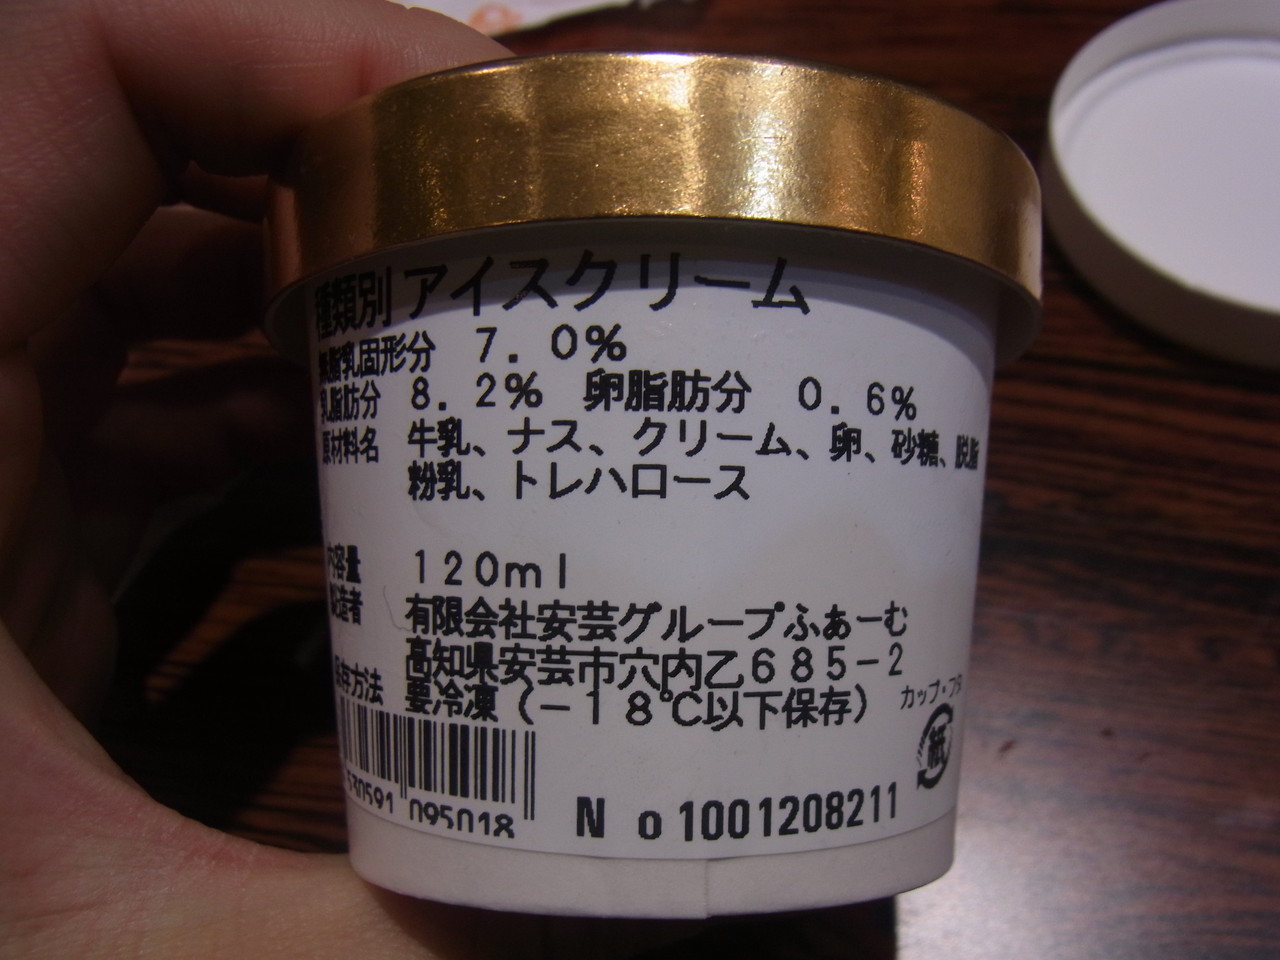 種類別 アイスクリーム
無脂乳固形分 7.0%
乳脂肪分 8.2% 卵脂肪分 0.6%
原材料名 牛乳、ナス、クリーム、卵、砂糖、脱脂
粉乳、トレハロース
内容量 120ml
製造者 有限会社安芸グループふぁーむ
高知県安芸市穴内乙685-2
保存方法 要冷凍(-18℃以下保存)
カップ・フタ
紙
530591 095018
No1001208211